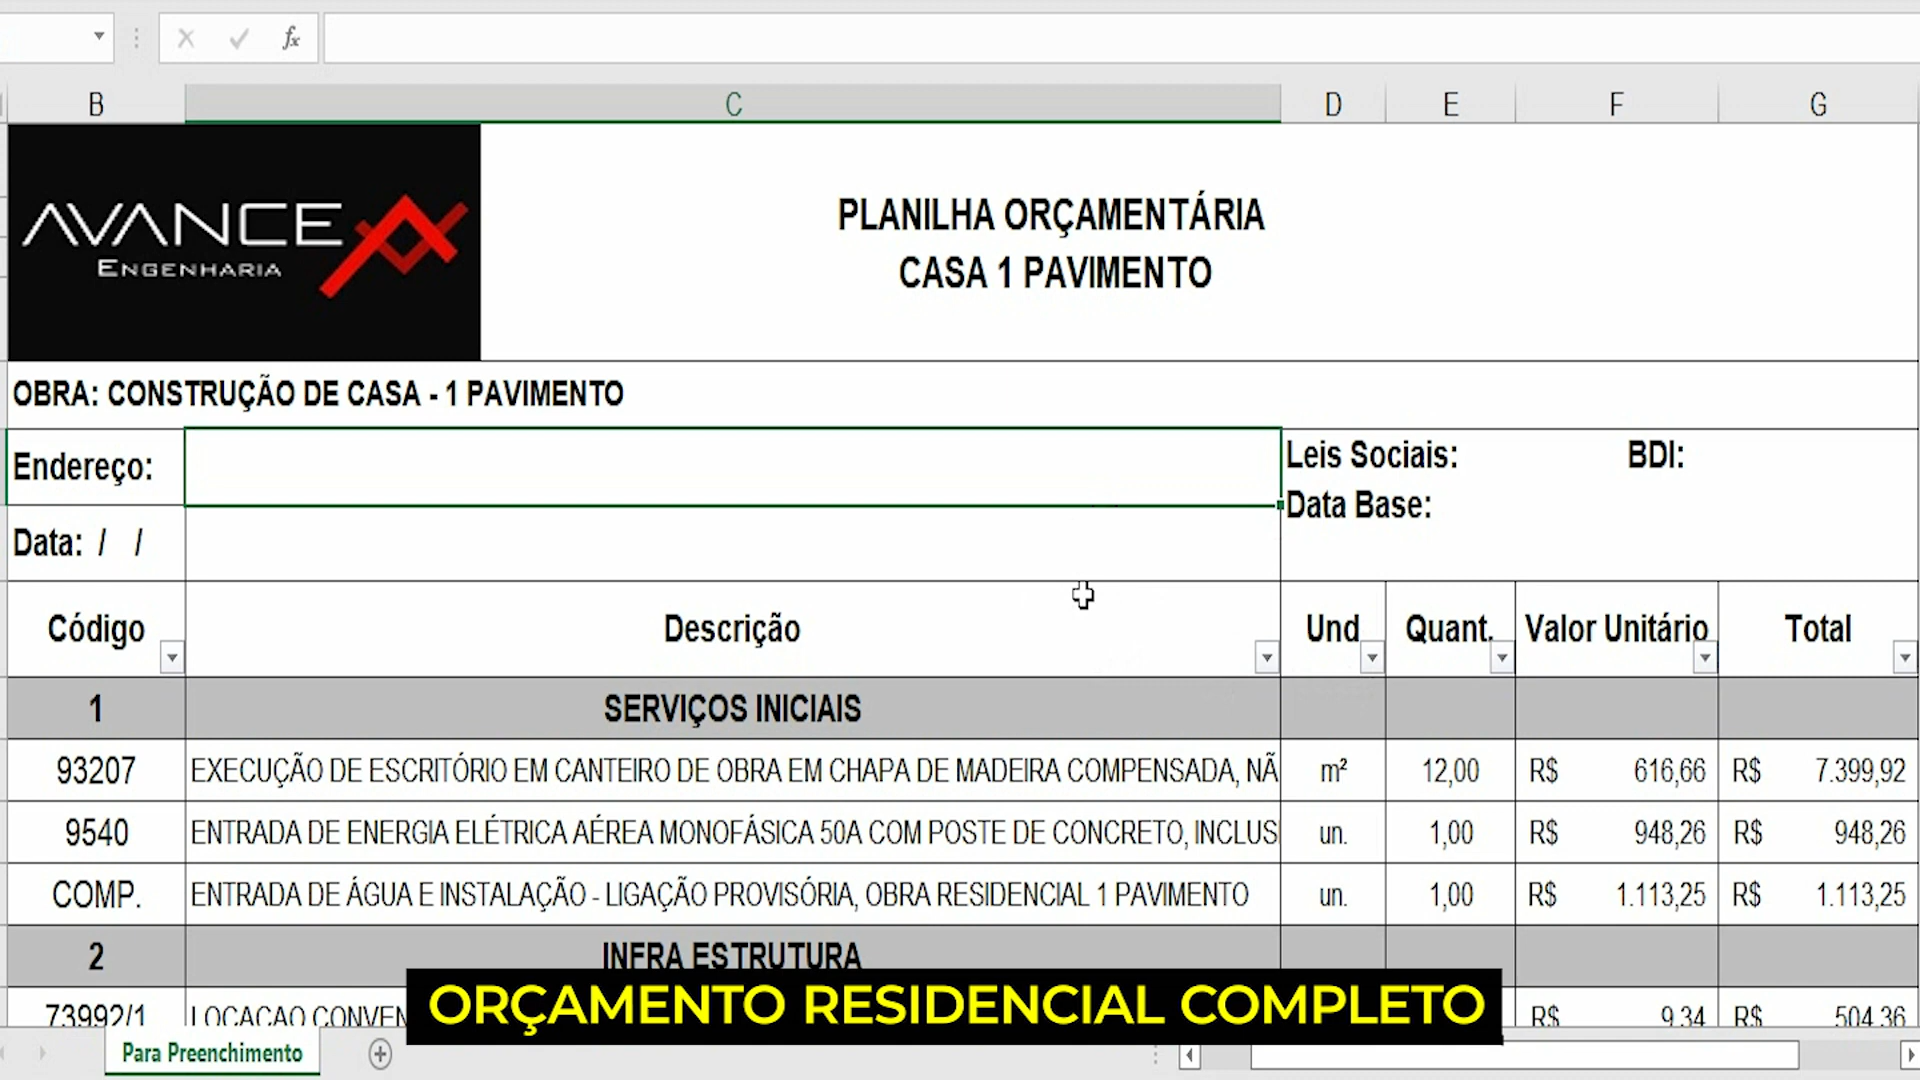 fx
B C D E F G
AVANCE
ENGENHARIA
PLANILHA ORÇAMENTÁRIA
CASA 1 PAVIMENTO
OBRA: CONSTRUÇÃO DE CASA - 1 PAVIMENTO
Endereço:
Leis Sociais: BDI:
Data Base:
Data: / /
Código Descrição Und Quant. Valor Unitário Total
1 SERVIÇOS INICIAIS
93207 EXECUÇÃO DE ESCRITÓRIO EM CANTEIRO DE OBRA EM CHAPA DE MADEIRA COMPENSADA, NÃ m² 12,00 R$ 616,66 R$ 7.399,92
9540 ENTRADA DE ENERGIA ELÉTRICA AÉREA MONOFÁSICA 50A COM POSTE DE CONCRETO, INCLUS un. 1,00 R$ 948,26 R$ 948,26
COMP. ENTRADA DE ÁGUA E INSTALAÇÃO - LIGAÇÃO PROVISÓRIA, OBRA RESIDENCIAL 1 PAVIMENTO un. 1,00 R$ 1.113,25 R$ 1.113,25
2 INFRA ESTRUTURA
73992/1 LOCACAO CONVEN R$ 9,34 R$ 504,36
ORÇAMENTO RESIDENCIAL COMPLETO
Para Preenchimento